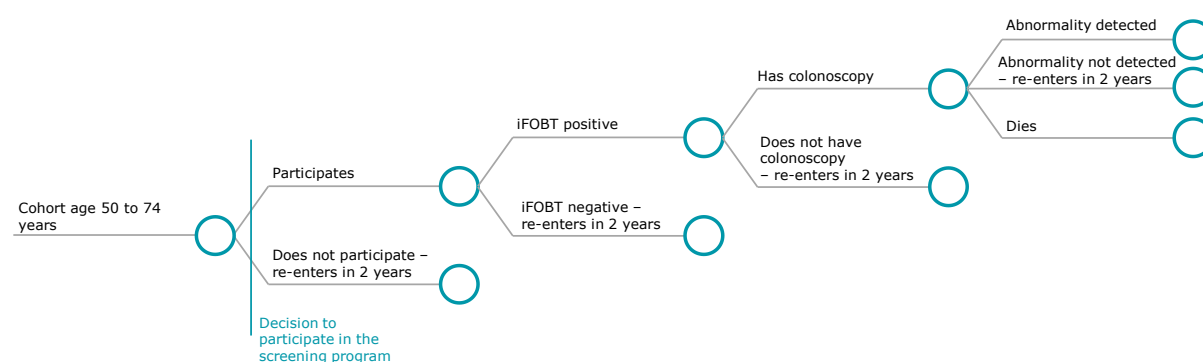 Cohort age 50 to 74
years
Decision to
participate in the
screening program
Participates
Does not participate –
re-enters in 2 years
iFOBT positive
iFOBT negative –
re-enters in 2 years
Has colonoscopy
Does not have
colonoscopy
– re-enters in 2 years
Abnormality detected
Abnormality not detected
– re-enters in 2 years
Dies